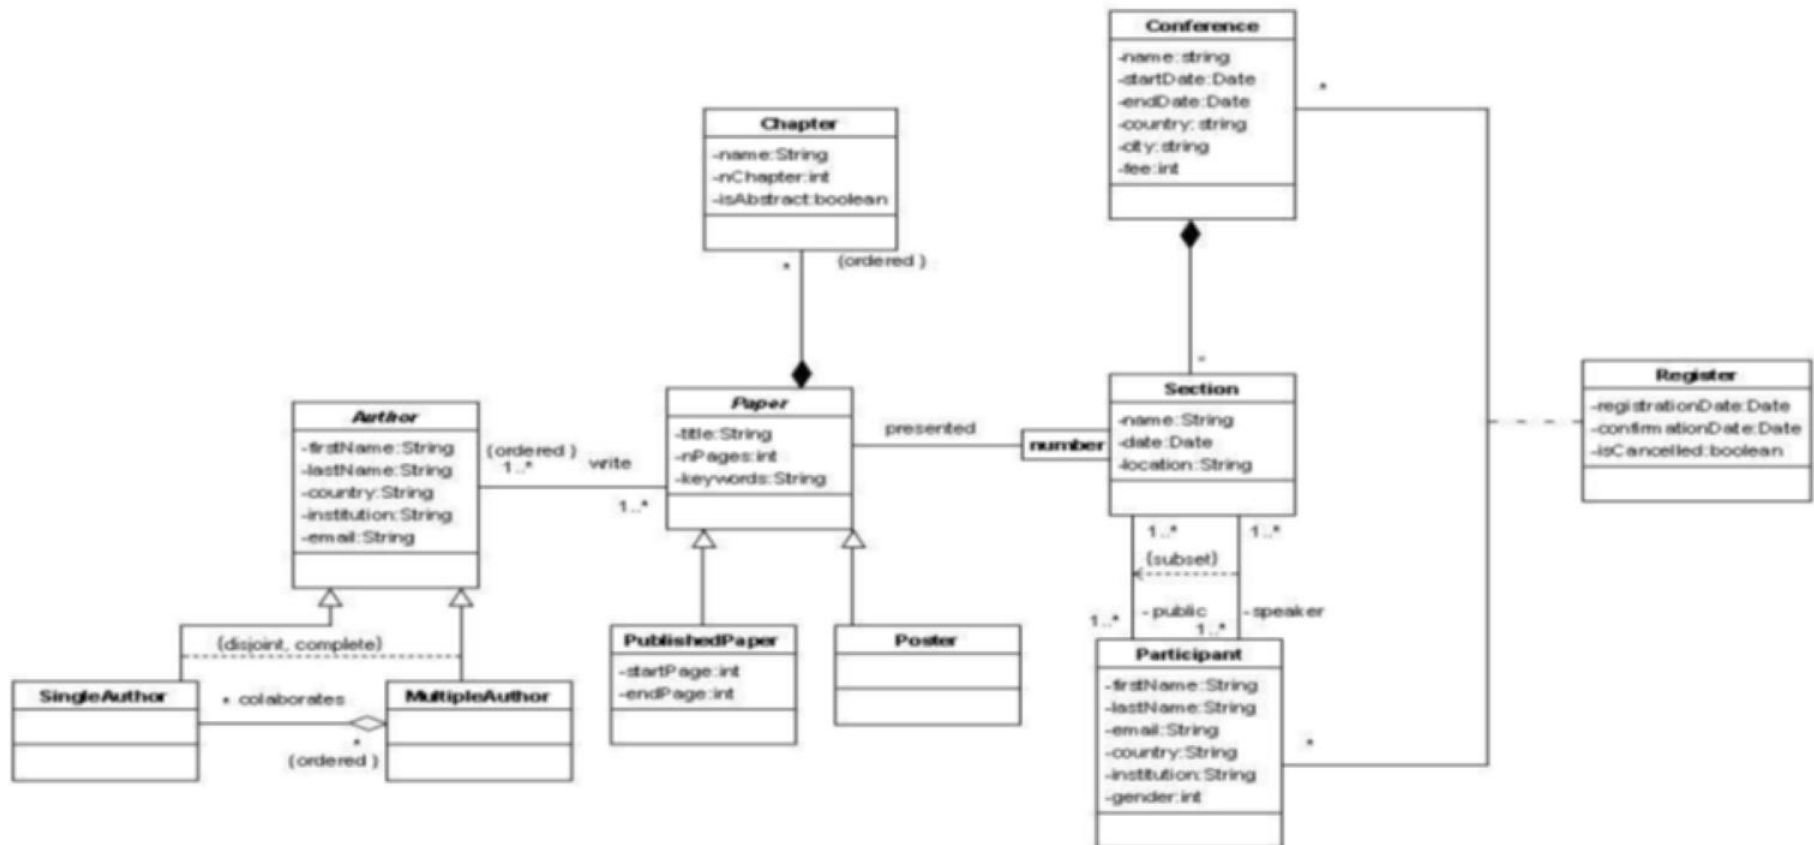 Conference
-name:string
-startDate:Date
-endDate:Date
-country:string
-city:string
-fee:int
*
Chapter
-name:String
-nChapter:int
-isAbstract:boolean
*
{ordered }
*
Author
-firstName:String
-lastName:String
-country:String
-institution:String
-email:String
{ordered }
1..*
write
1..*
Paper
-title:String
-nPages:int
-keywords:String
presented
number
Section
-name:String
-date:Date
-location:String
Register
-registrationDate:Date
-confirmationDate:Date
-isCancelled:boolean
1..*
1..*
{subset}
-public
-speaker
1..*
1..*
{disjoint, complete}
SingleAuthor
* colaborates
MultipleAuthor
*
{ordered }
PublishedPaper
-startPage:int
-endPage:int
Poster
Participant
-firstName:String
-lastName:String
-email:String
-country:String
-institution:String
-gender:int
*